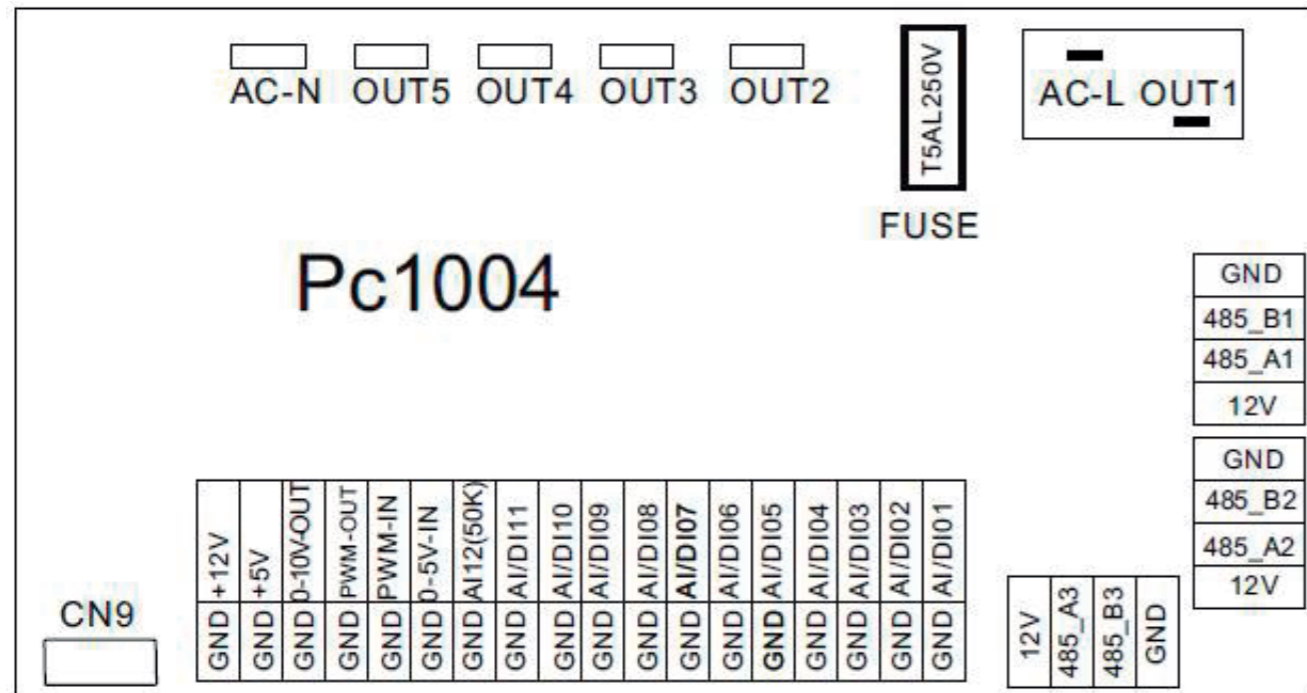 AC-N OUT5 OUT4 OUT3 OUT2
T5AL250V
FUSE
AC-L OUT1
Pc1004
GND
485_B1
485_A1
12V
GND
485_B2
485_A2
12V
CN9
GND +12V
GND +5V
GND 0-10V-OUT
GND PWM-OUT
GND PWM-IN
GND 0-5V-IN
GND AI12(50K)
GND AI/DI11
GND AI/DI10
GND AI/DI09
GND AI/DI08
GND AI/DI07
GND AI/DI06
GND AI/DI05
GND AI/DI04
GND AI/DI03
GND AI/DI02
GND AI/DI01
12V
485_A3
485_B3
GND